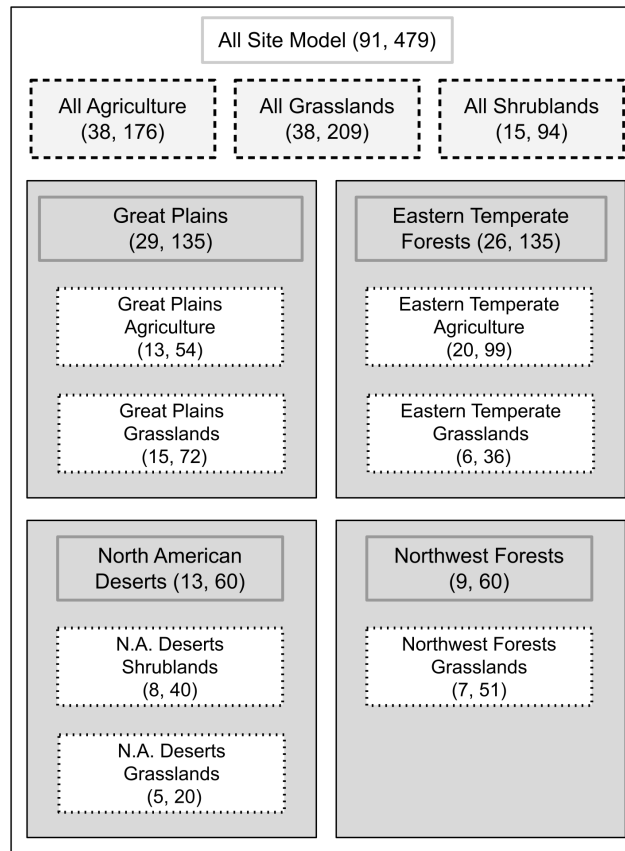 All Site Model (91, 479)
All Agriculture
(38, 176)
All Grasslands
(38, 209)
All Shrublands
(15, 94)
Great Plains
(29, 135)
Great Plains
Agriculture
(13, 54)
Great Plains
Grasslands
(15, 72)
Eastern Temperate
Forests (26, 135)
Eastern Temperate
Agriculture
(20, 99)
Eastern Temperate
Grasslands
(6, 36)
North American
Deserts (13, 60)
N.A. Deserts
Shrublands
(8, 40)
N.A. Deserts
Grasslands
(5, 20)
Northwest Forests
(9, 60)
Northwest Forests
Grasslands
(7, 51)